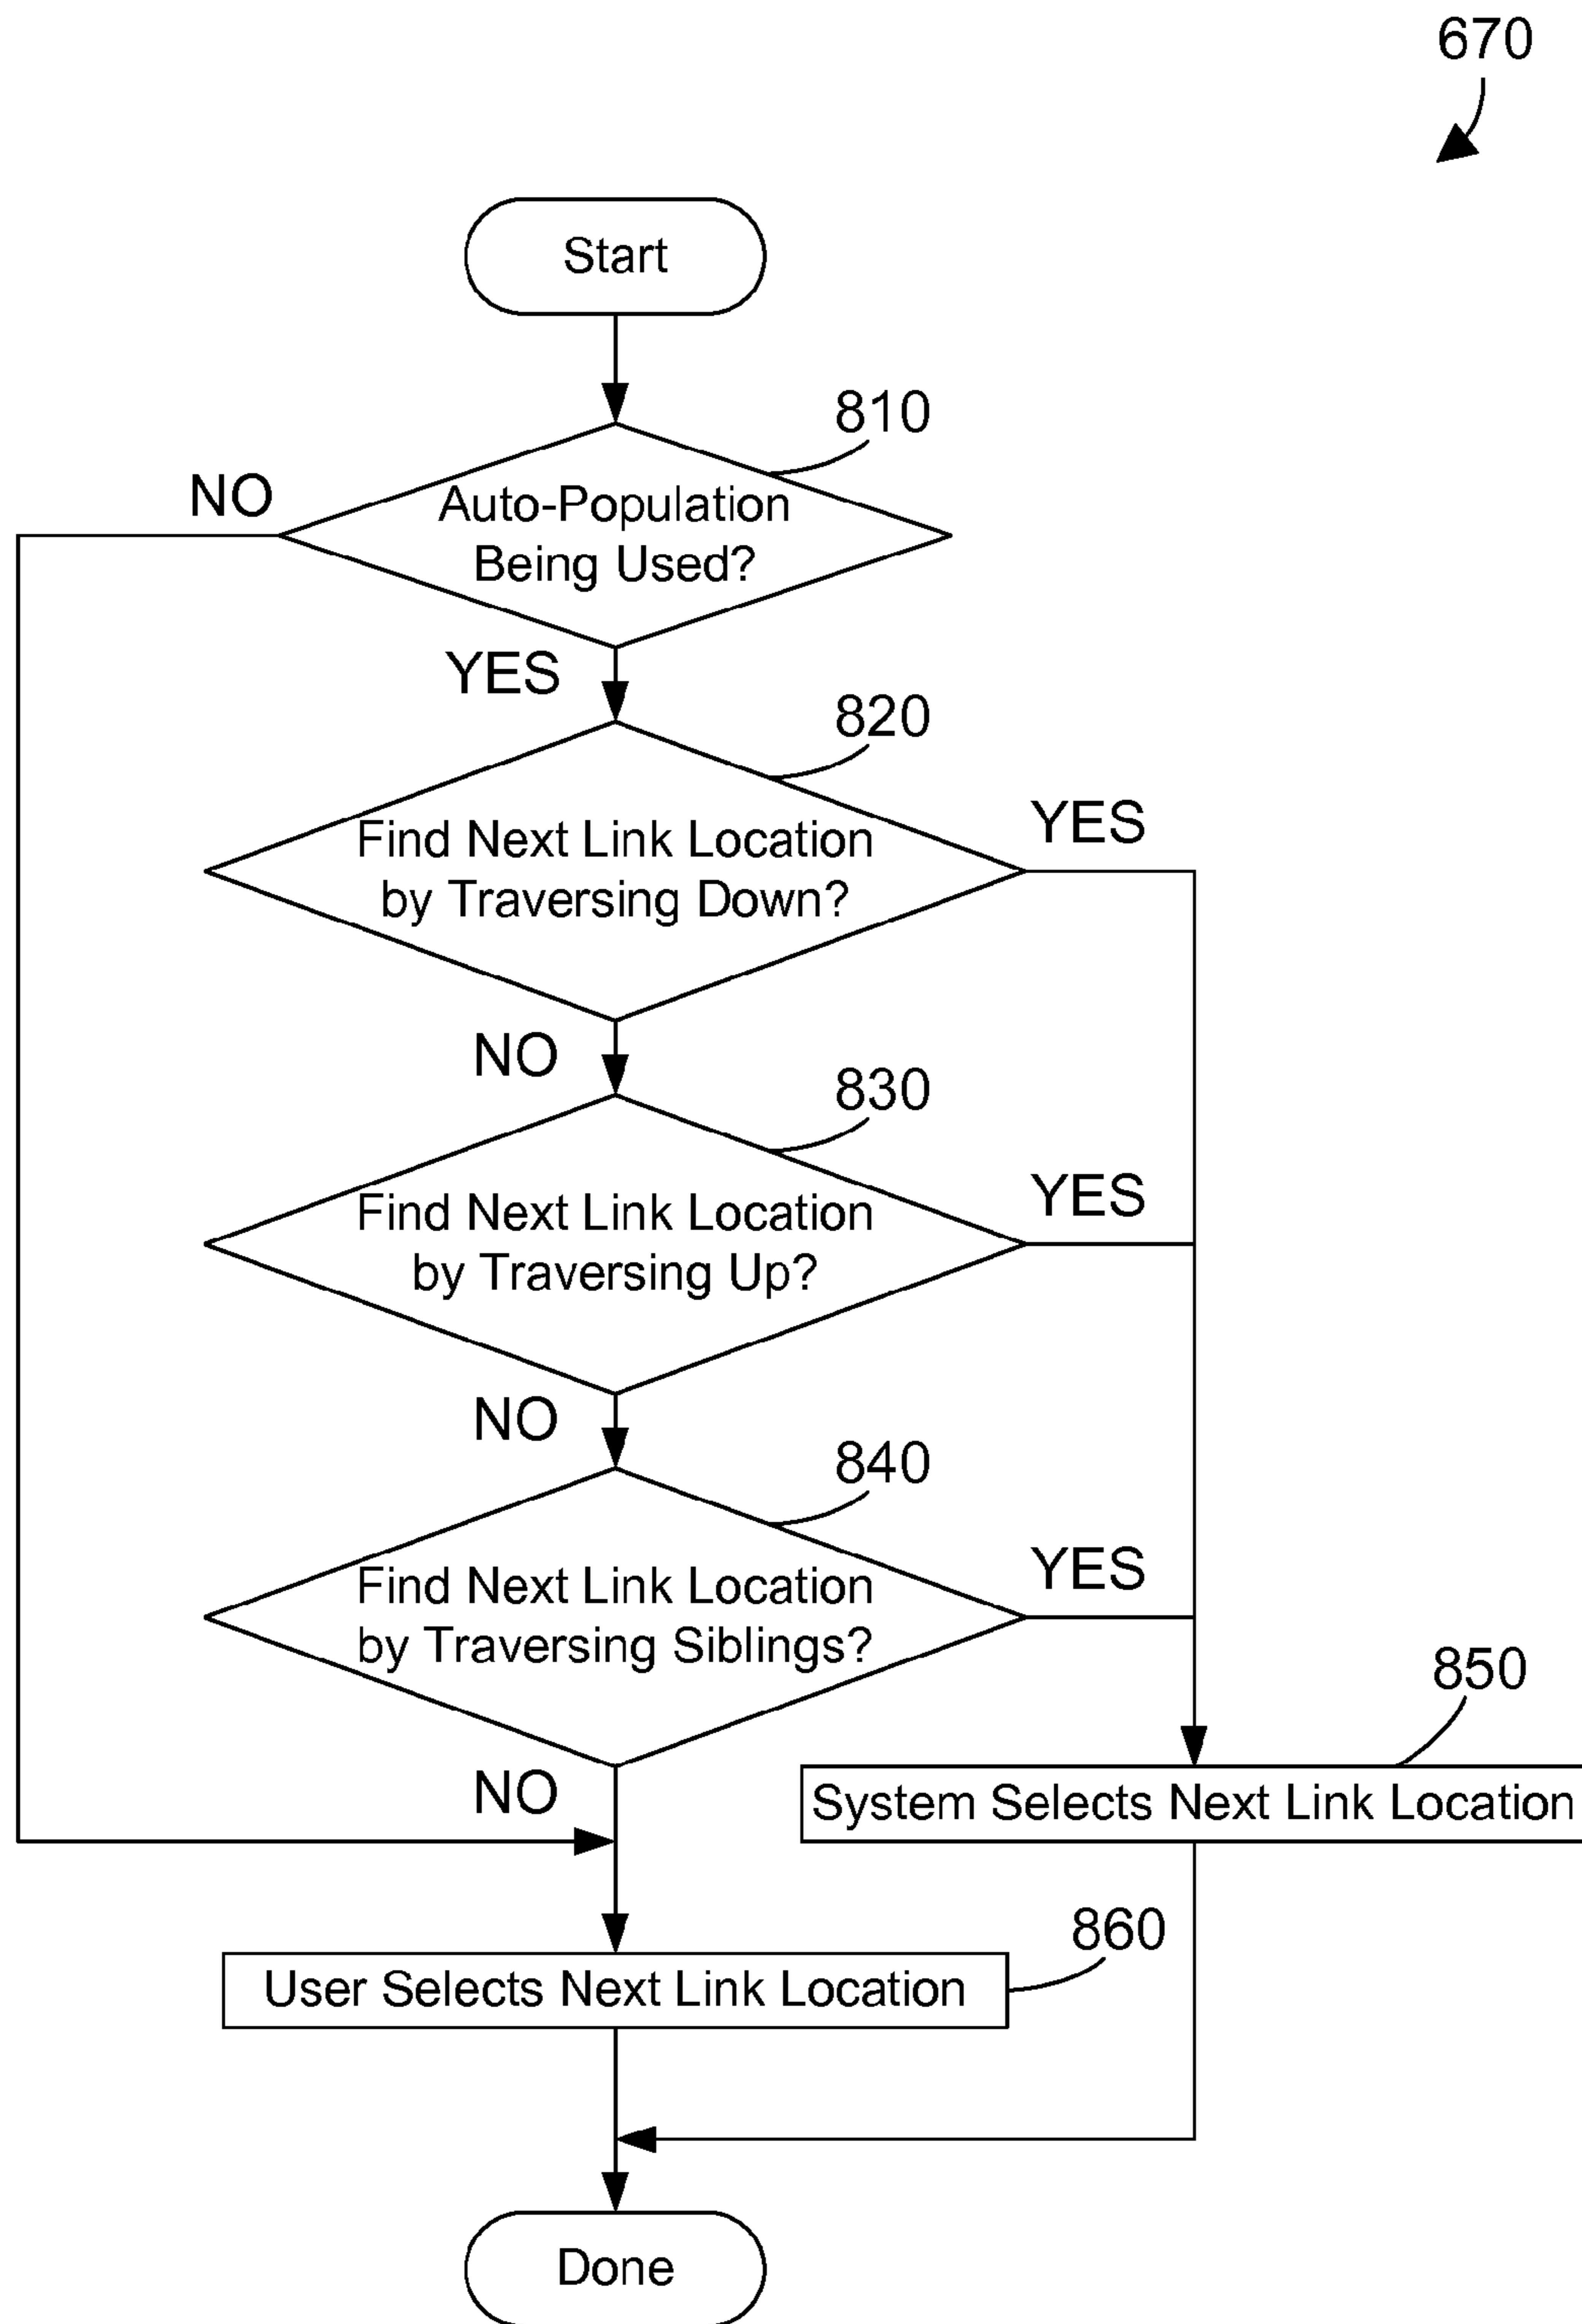 670
Start
810
NO
Auto-Population
Being Used?
YES
820
YES
Find Next Link Location
by Traversing Down?
NO
830
YES
Find Next Link Location
by Traversing Up?
NO
840
YES
Find Next Link Location
by Traversing Siblings?
850
NO
System Selects Next Link Location
860
User Selects Next Link Location
Done